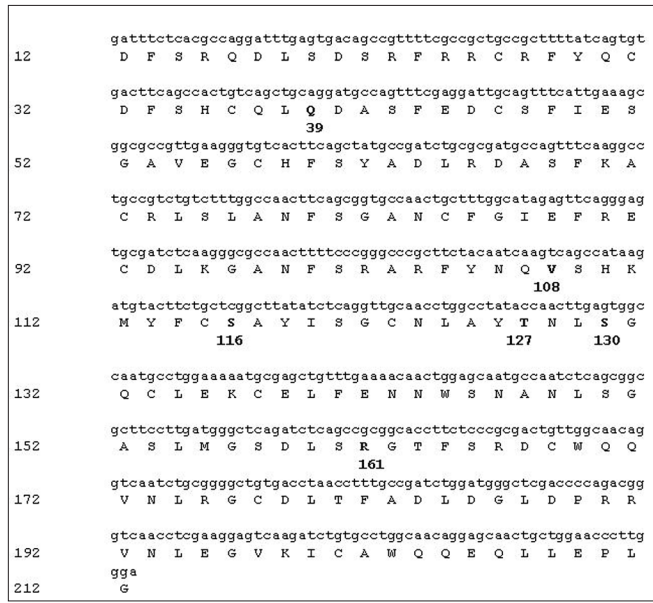 gatttctcacgccaggatttgagtgacagccgttttcgccgctgccgcttttatcagtgt
12 D F S R Q D L S D S R F R R C R F Y Q C
gacttcagccactgtcagctgcaggatgccagtttcgaggattgcagtttcattgaaagc
32 D F S H C Q L Q D A S F E D C S F I E S
39
ggcgccgttgaagggtgtcacttcagctatgccgatctgcgcgatgccagtttcaaggcc
52 G A V E G C H F S Y A D L R D A S F K A
tgccgtctgtctttggccaacttcagcggtgccaactgctttggcatagagttcagggag
72 C R L S L A N F S G A N C F G I E F R E
tgcgatctcaagggcgccaacttttcccgggcccgcttctacaatcaagtcagccataag
92 C D L K G A N F S R A R F Y N Q V S H K
108
atgtacttctgctcggcttatatctcaggttgcaacctggcctataccaacttgagtggc
112 M Y F C S A Y I S G C N L A Y T N L S G
116 127 130
caatgcctggaaaaatgcgagctgtttgaaaacaactggagcaatgccaatctcagcggc
132 Q C L E K C E L F E N N W S N A N L S G
gcttccttgatgggctcagatctcagccgcggcaccttctcccgcgactgttggcaacag
152 A S L M G S D L S R G T F S R D C W Q Q
161
gtcaatctgcggggctgtgacctaacctttgccgatctggatgggctcgaccccagacgg
172 V N L R G C D L T F A D L D G L D P R R
gtcaacctcgaaggagtcaagatctgtgcctggcaacaggagcaactgctggaacccttg
192 V N L E G V K I C A W Q Q E Q L L E P L
gga
212 G